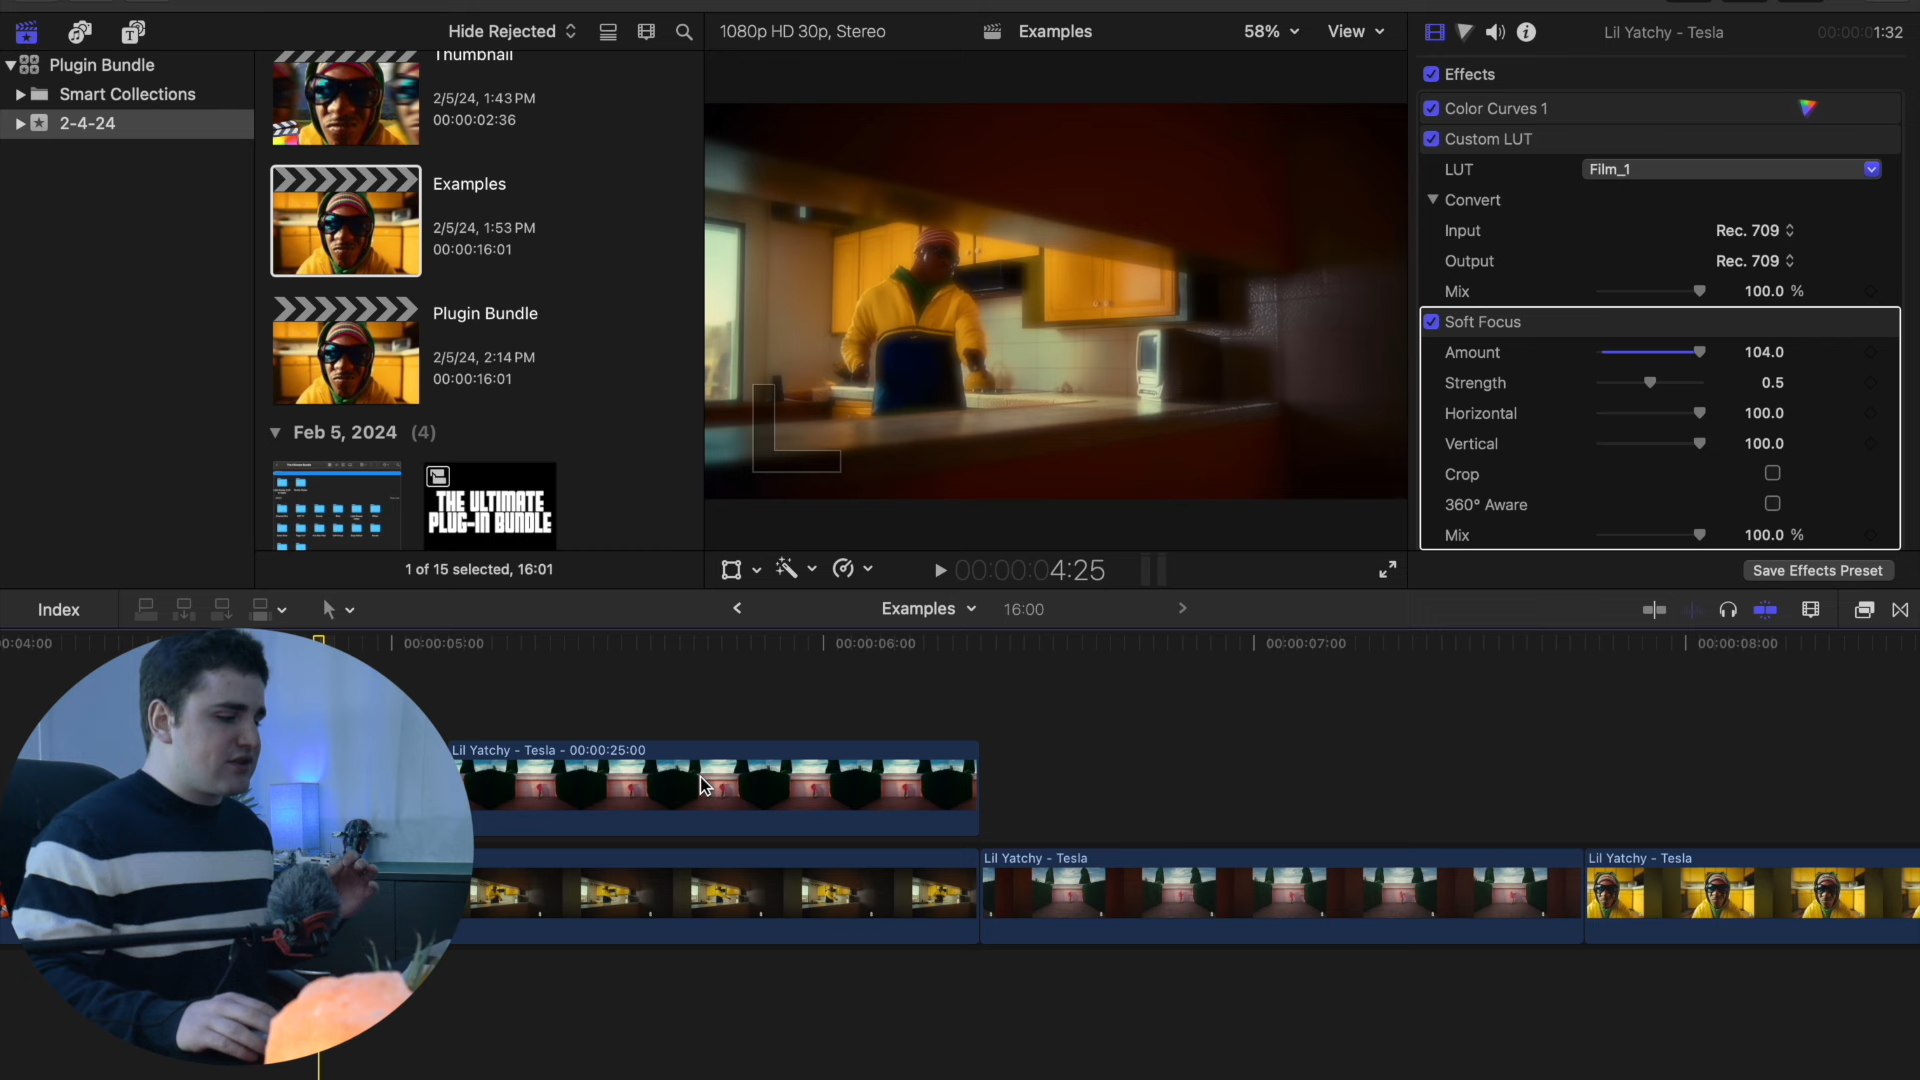 Hide Rejected
1080p HD 30p, Stereo
Examples
58%
View
Lil Yatchy - Tesla
00:00:01:32
Plugin Bundle
Smart Collections
2-4-24
Thumbnail
2/5/24, 1:43 PM
00:00:02:36
Examples
2/5/24, 1:53 PM
00:00:16:01
Plugin Bundle
2/5/24, 2:14 PM
00:00:16:01
Feb 5, 2024 (4)
THE ULTIMATE
PLUG-IN BUNDLE
1 of 15 selected, 16:01
Effects
Color Curves 1
Custom LUT
LUT Film_1
Convert
Input Rec. 709
Output Rec. 709
Mix 100.0 %
Soft Focus
Amount 104.0
Strength 0.5
Horizontal 100.0
Vertical 100.0
Crop
360° Aware
Mix 100.0 %
Save Effects Preset
00:00:04:25
Index
Examples
16:00
0:04:00
00:00:05:00
00:00:06:00
00:00:07:00
00:00:08:00
Lil Yatchy - Tesla - 00:00:25:00
Lil Yatchy - Tesla
Lil Yatchy - Tesla